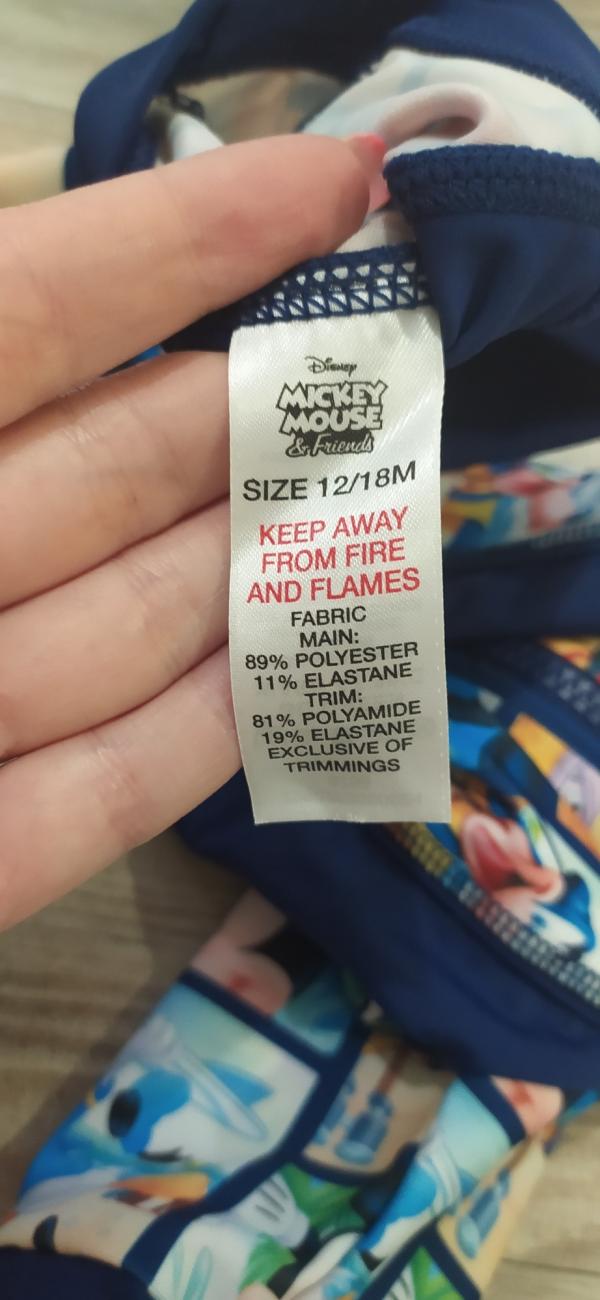 Disney
MICKEY
MOUSE
& Friends
SIZE 12/18M
KEEP AWAY
FROM FIRE
AND FLAMES
FABRIC
MAIN:
89% POLYESTER
11% ELASTANE
TRIM:
81% POLYAMIDE
19% ELASTANE
EXCLUSIVE OF
TRIMMINGS